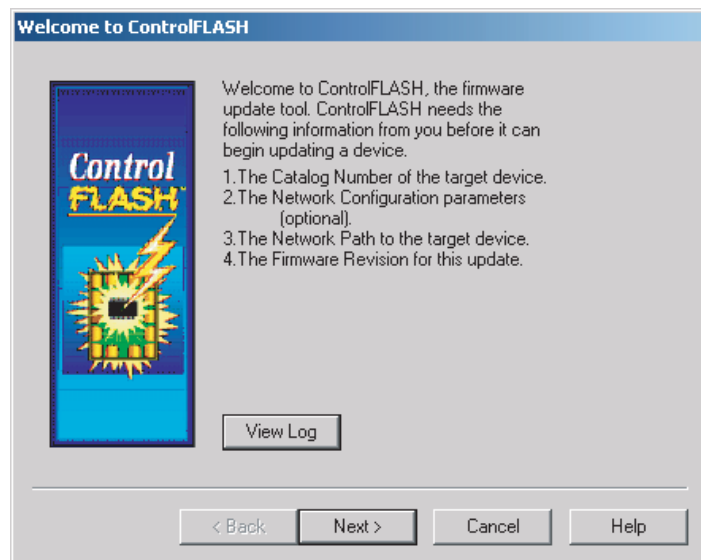 Welcome to ControlFLASH
Control
FLASH
Welcome to ControlFLASH, the firmware
update tool. ControlFLASH needs the
following information from you before it can
begin updating a device.
1.The Catalog Number of the target device.
2.The Network Configuration parameters
(optional).
3.The Network Path to the target device.
4.The Firmware Revision for this update.
View Log
< Back
Next >
Cancel
Help